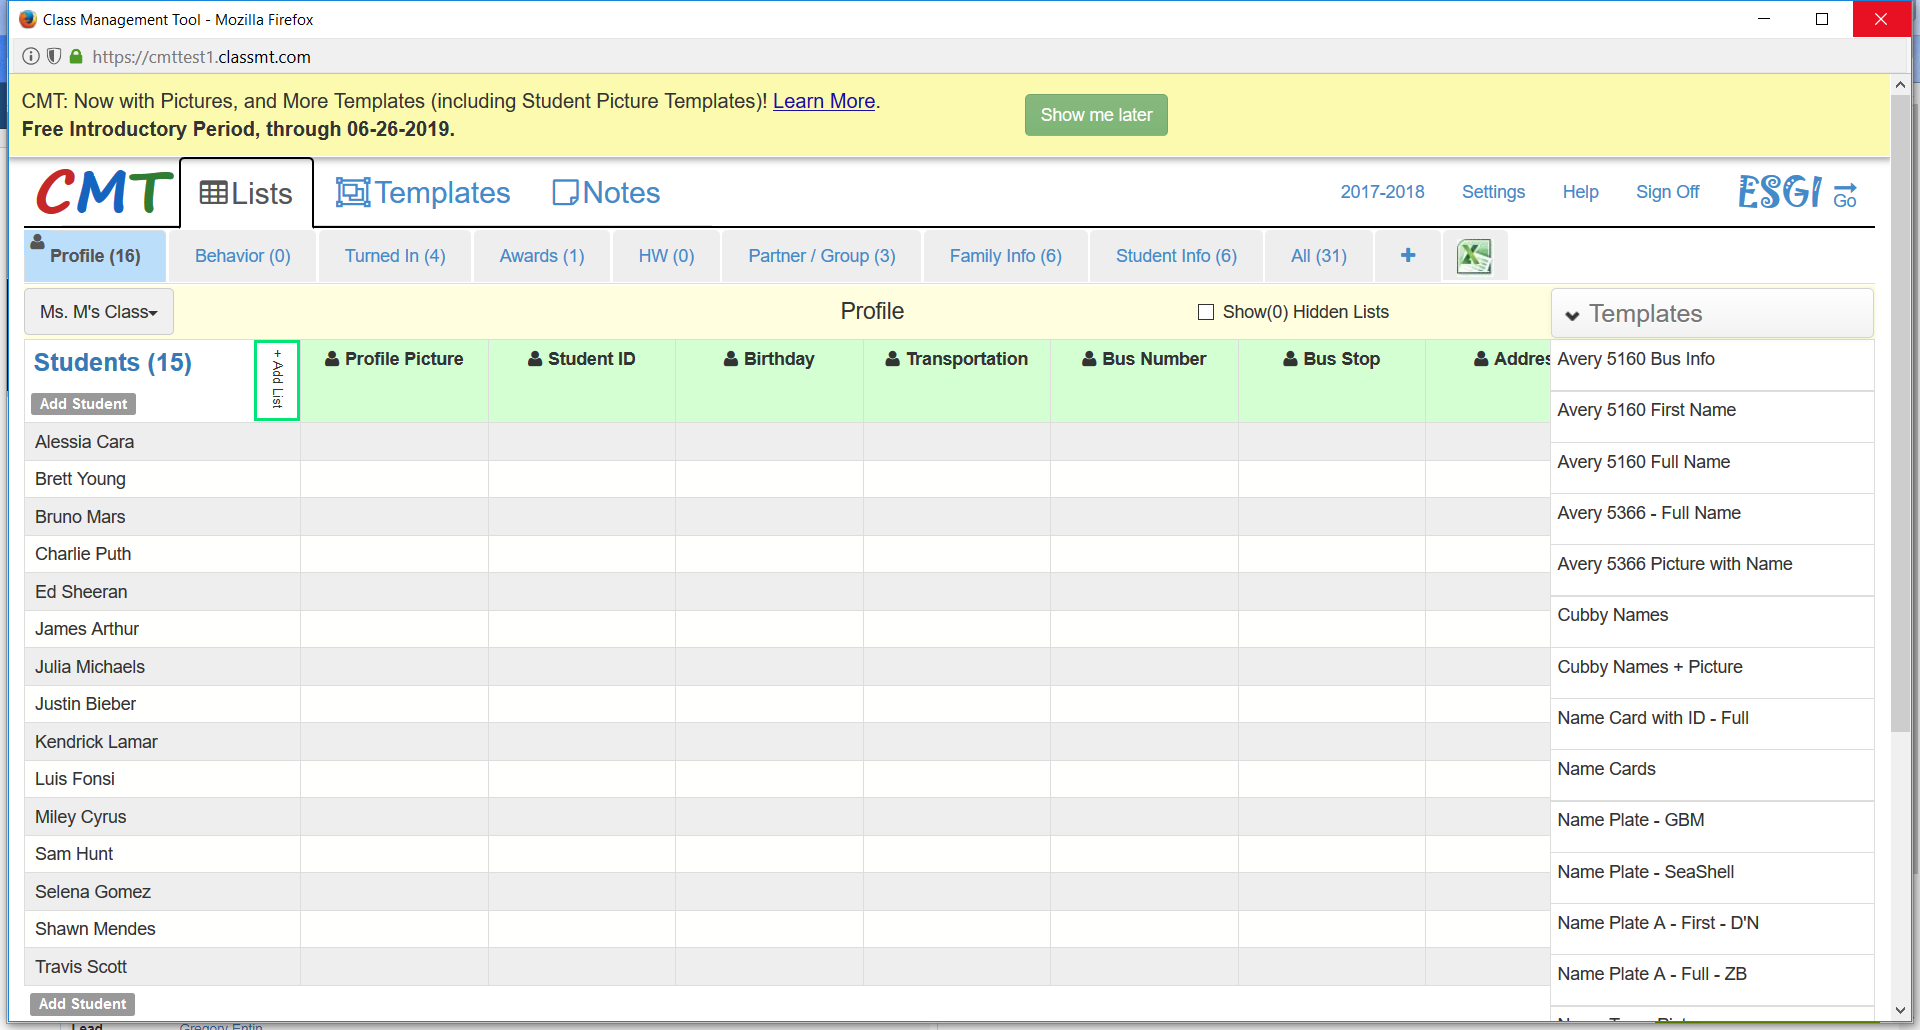 Class Management Tool - Mozilla Firefox
https://cmttest1.classmt.com
CMT: Now with Pictures, and More Templates (including Student Picture Templates)! Learn More.
Free Introductory Period, through 06-26-2019.
Show me later
CMT Lists Templates Notes 2017-2018 Settings Help Sign Off ESGI Go
Profile (16) Behavior (0) Turned In (4) Awards (1) HW (0) Partner / Group (3) Family Info (6) Student Info (6) All (31) +
Ms. M's Class Profile Show(0) Hidden Lists Templates
Students (15) + Add List Profile Picture Student ID Birthday Transportation Bus Number Bus Stop Addres
Add Student
Alessia Cara
Brett Young
Bruno Mars
Charlie Puth
Ed Sheeran
James Arthur
Julia Michaels
Justin Bieber
Kendrick Lamar
Luis Fonsi
Miley Cyrus
Sam Hunt
Selena Gomez
Shawn Mendes
Travis Scott
Add Student
Avery 5160 Bus Info
Avery 5160 First Name
Avery 5160 Full Name
Avery 5366 - Full Name
Avery 5366 Picture with Name
Cubby Names
Cubby Names + Picture
Name Card with ID - Full
Name Cards
Name Plate - GBM
Name Plate - SeaShell
Name Plate A - First - D'N
Name Plate A - Full - ZB
Lead Gregory Entin